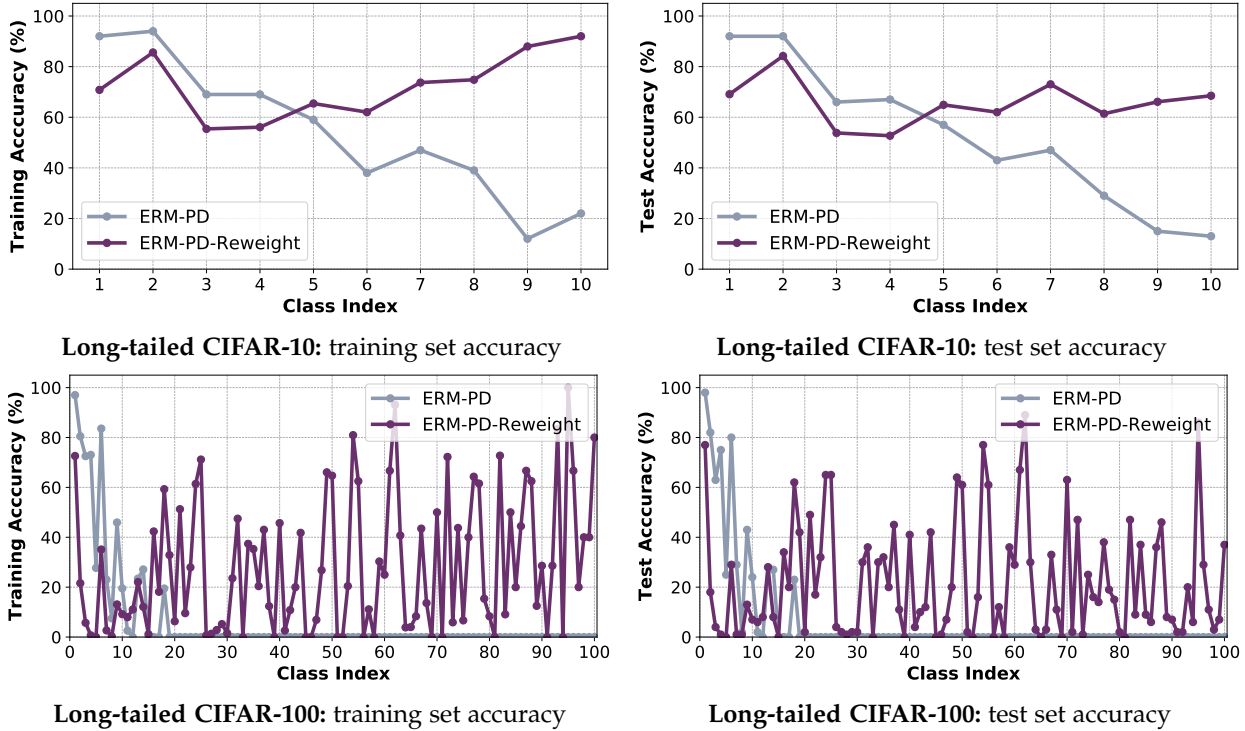 Training Acccuracy (%)
100
80
60
40
20
0
ERM-PD
ERM-PD-Reweight
1 2 3 4 5 6 7 8 9 10
Class Index
Long-tailed CIFAR-10: training set accuracy
Test Acccuracy (%)
100
80
60
40
20
0
ERM-PD
ERM-PD-Reweight
1 2 3 4 5 6 7 8 9 10
Class Index
Long-tailed CIFAR-10: test set accuracy
Training Acccuracy (%)
100
80
60
40
20
0
ERM-PD
ERM-PD-Reweight
0 10 20 30 40 50 60 70 80 90 100
Class Index
Long-tailed CIFAR-100: training set accuracy
Test Acccuracy (%)
100
80
60
40
20
0
ERM-PD
ERM-PD-Reweight
0 10 20 30 40 50 60 70 80 90 100
Class Index
Long-tailed CIFAR-100: test set accuracy